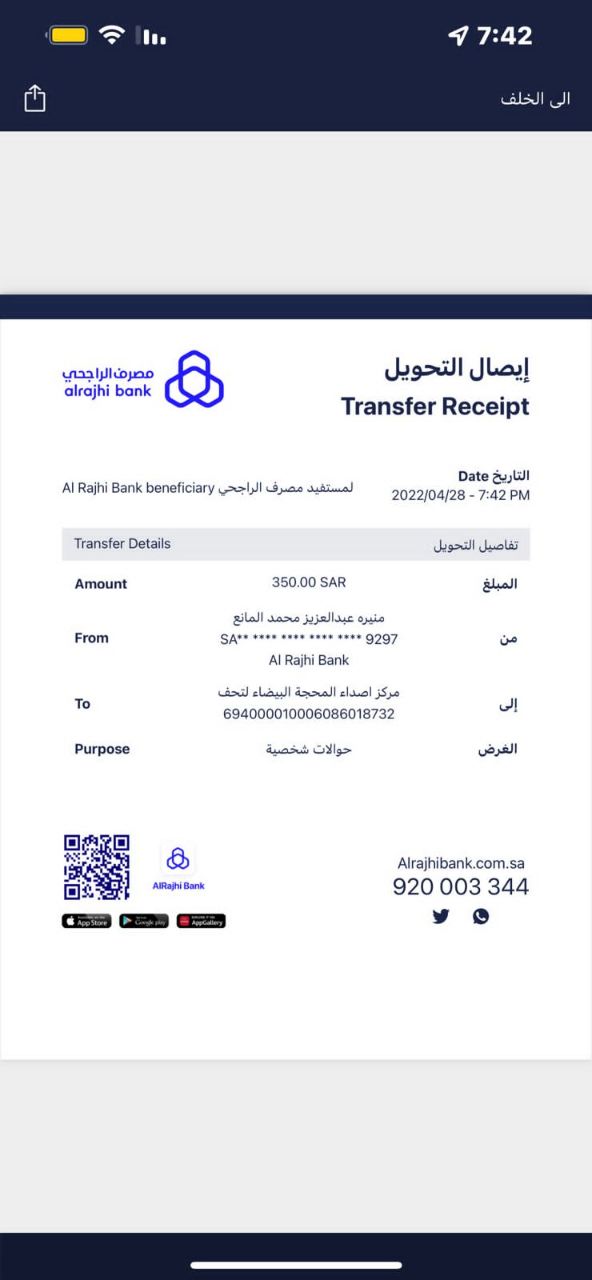 7:42
الى الخلف
مصرف الراجحي
alrajhi bank
إيصال التحويل
Transfer Receipt
التاريخ Date
2022/04/28 - 7:42 PM
لمستفيد مصرف الراجحي Al Rajhi Bank beneficiary
Transfer Details تفاصيل التحويل
Amount 350.00 SAR المبلغ
منيره عبدالعزيز محمد المانع
From SA** **** **** **** **** 9297 من
Al Rajhi Bank
مركز اصداء المحجة البيضاء لتحف
To إلى
694000010006086018732
Purpose حوالات شخصية الغرض
AlRajhi Bank
App Store
Google play
AppGallery
Alrajhibank.com.sa
920 003 344